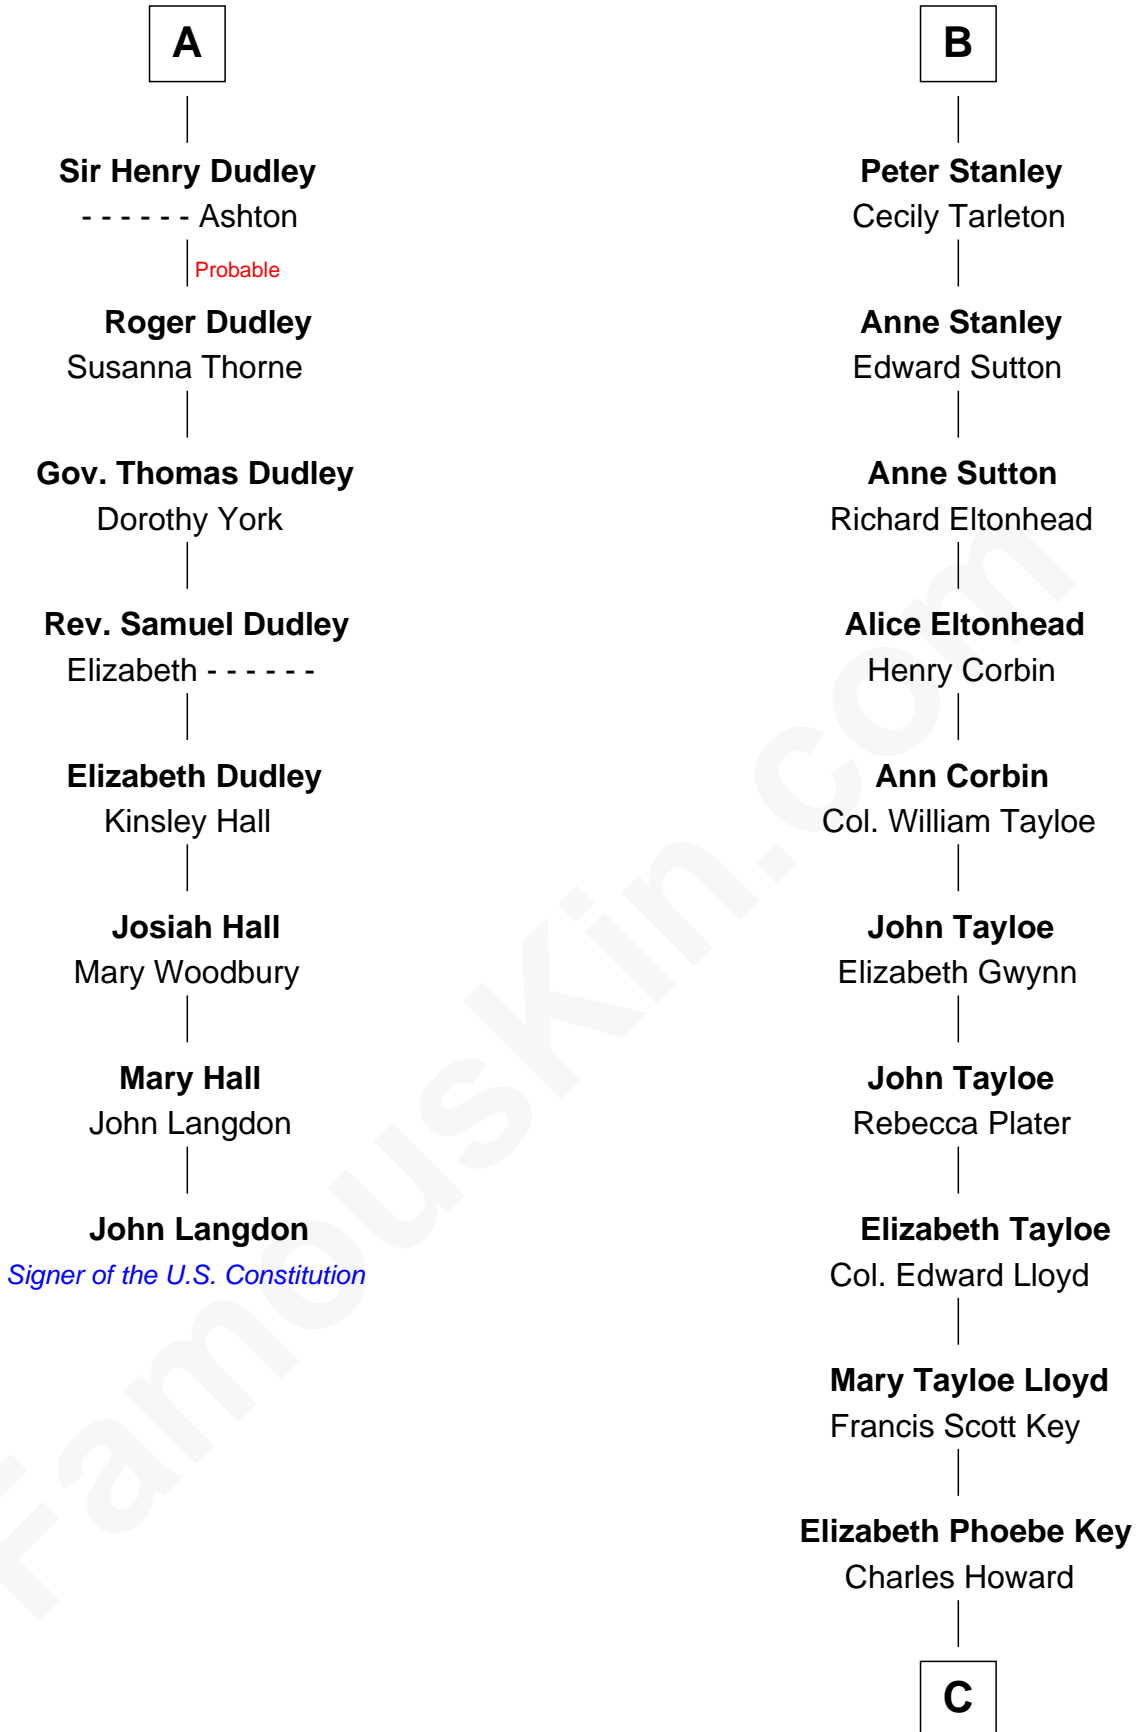 A
Sir Henry Dudley
- - - - - - Ashton
Probable
Roger Dudley
Susanna Thorne
Gov. Thomas Dudley
Dorothy York
Rev. Samuel Dudley
Elizabeth - - - - - -
Elizabeth Dudley
Kinsley Hall
Josiah Hall
Mary Woodbury
Mary Hall
John Langdon
John Langdon
Signer of the U.S. Constitution
B
Peter Stanley
Cecily Tarleton
Anne Stanley
Edward Sutton
Anne Sutton
Richard Eltonhead
Alice Eltonhead
Henry Corbin
Ann Corbin
Col. William Tayloe
John Tayloe
Elizabeth Gwynn
John Tayloe
Rebecca Plater
Elizabeth Tayloe
Col. Edward Lloyd
Mary Tayloe Lloyd
Francis Scott Key
Elizabeth Phoebe Key
Charles Howard
C
FamousKin.com